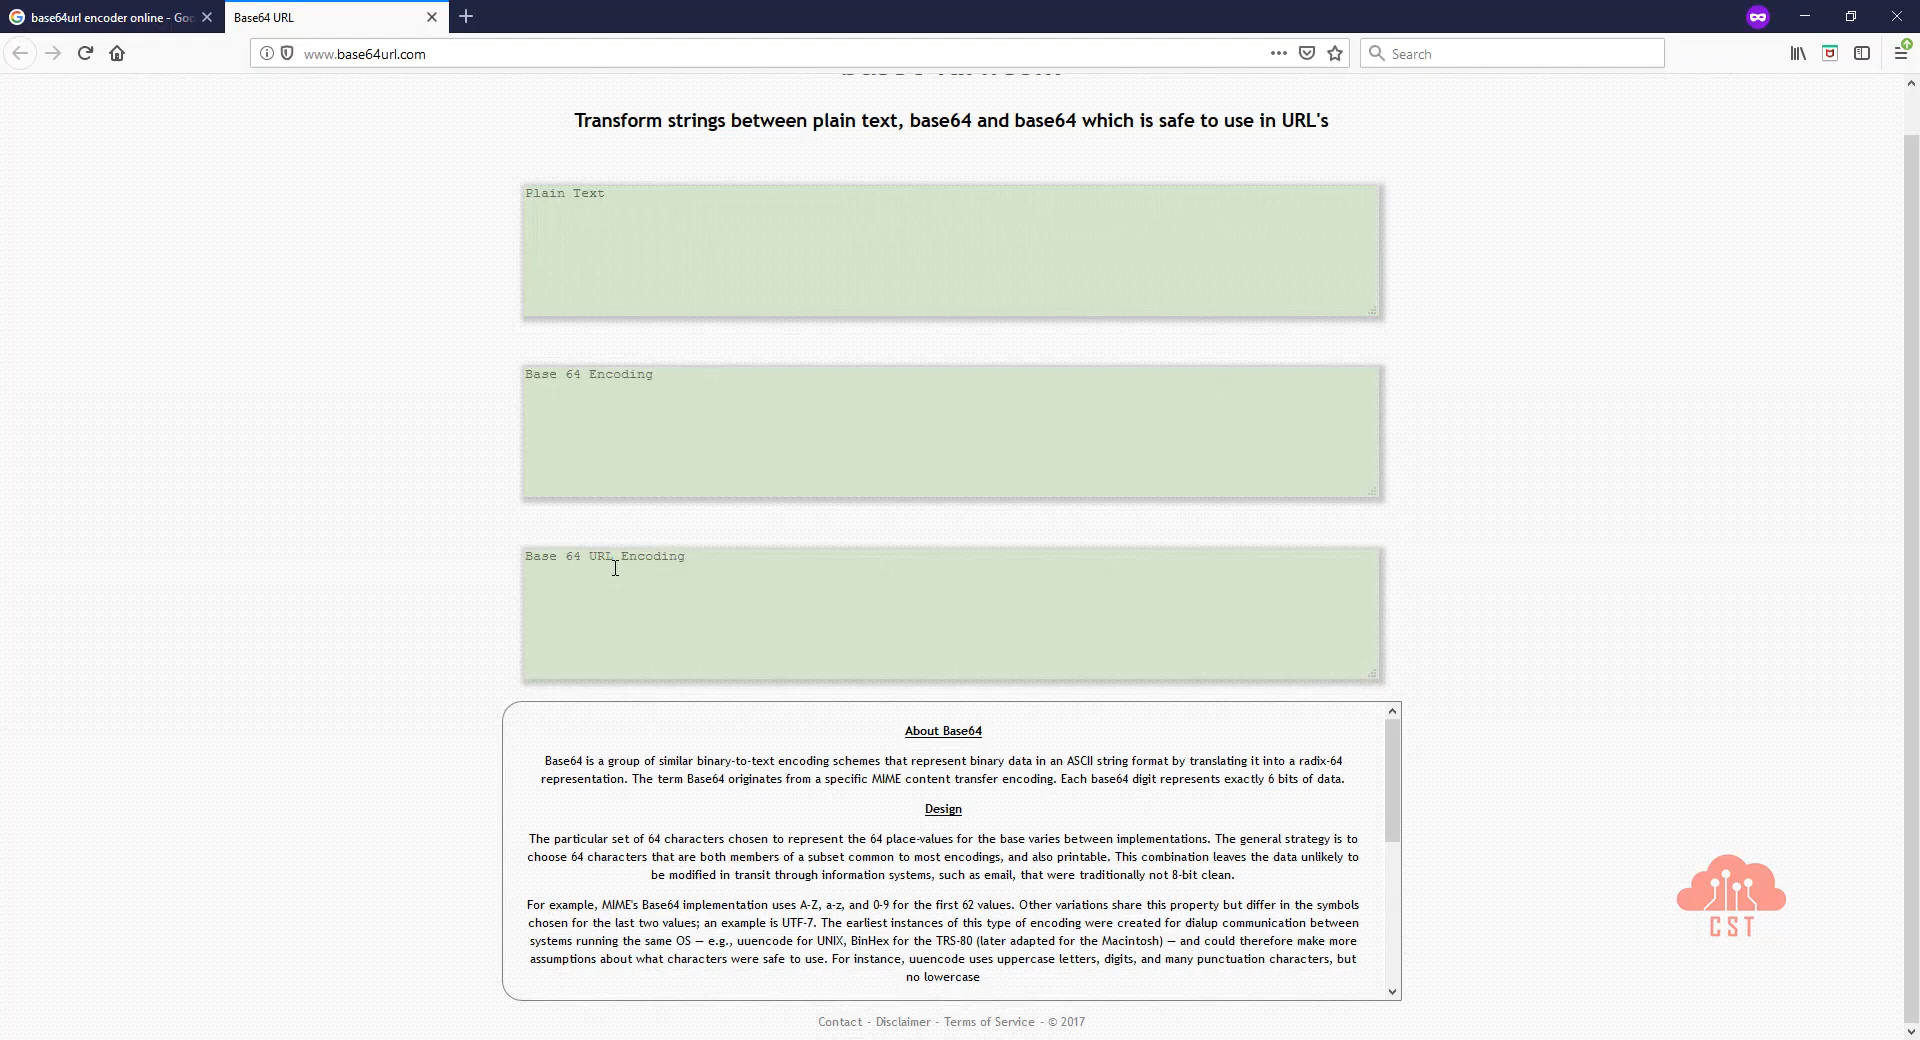 base64url encoder online - Goo
Base64 URL
www.base64url.com
Search
Transform strings between plain text, base64 and base64 which is safe to use in URL's
Plain Text
Base 64 Encoding
Base 64 URL Encoding
About Base64
Base64 is a group of similar binary-to-text encoding schemes that represent binary data in an ASCII string format by translating it into a radix-64
representation. The term Base64 originates from a specific MIME content transfer encoding. Each base64 digit represents exactly 6 bits of data.
Design
The particular set of 64 characters chosen to represent the 64 place-values for the base varies between implementations. The general strategy is to
choose 64 characters that are both members of a subset common to most encodings, and also printable. This combination leaves the data unlikely to
be modified in transit through information systems, such as email, that were traditionally not 8-bit clean.
For example, MIME's Base64 implementation uses A-Z, a-z, and 0-9 for the first 62 values. Other variations share this property but differ in the symbols
chosen for the last two values; an example is UTF-7. The earliest instances of this type of encoding were created for dialup communication between
systems running the same OS — e.g., uuencode for UNIX, BinHex for the TRS-80 (later adapted for the Macintosh) — and could therefore make more
assumptions about what characters were safe to use. For instance, uuencode uses uppercase letters, digits, and many punctuation characters, but
no lowercase
CST
Contact - Disclaimer - Terms of Service - © 2017